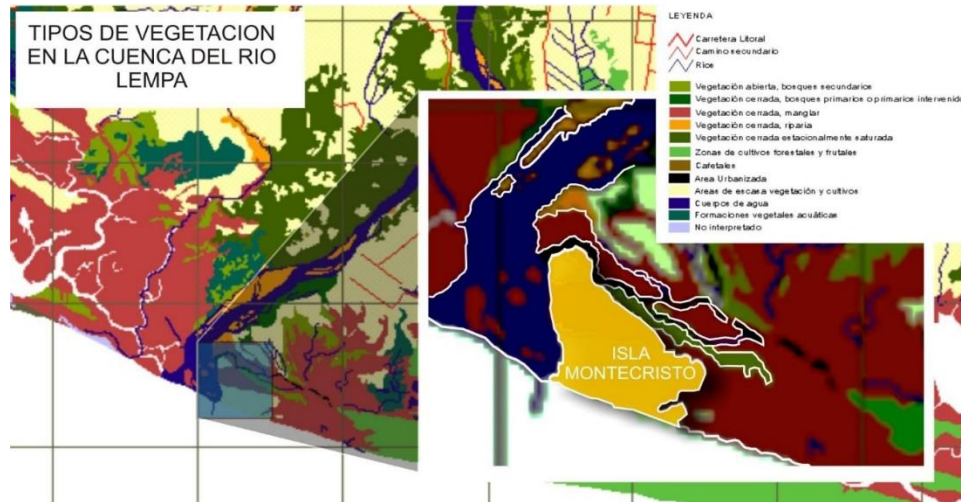 TIPOS DE VEGETACION
EN LA CUENCA DEL RIO
LEMPA
LEYENDA
Carretera Litoral
Camino secundario
Rios
Vegetación abierta, bosques secundarios
Vegetación cerrada, bosques primarios o primarios intervenido
Vegetación cerrada, manglar
Vegetación cerrada, riparia
Vegetación cerrada estacionalmente saturada
Zonas de cultivos forestales y frutales
Cafetales
Area Urbanizada
Areas de escasa vegetación y cultivos
Cuerpos de agua
Formaciones vegetales acuáticas
No interpretado
ISLA
MONTECRISTO